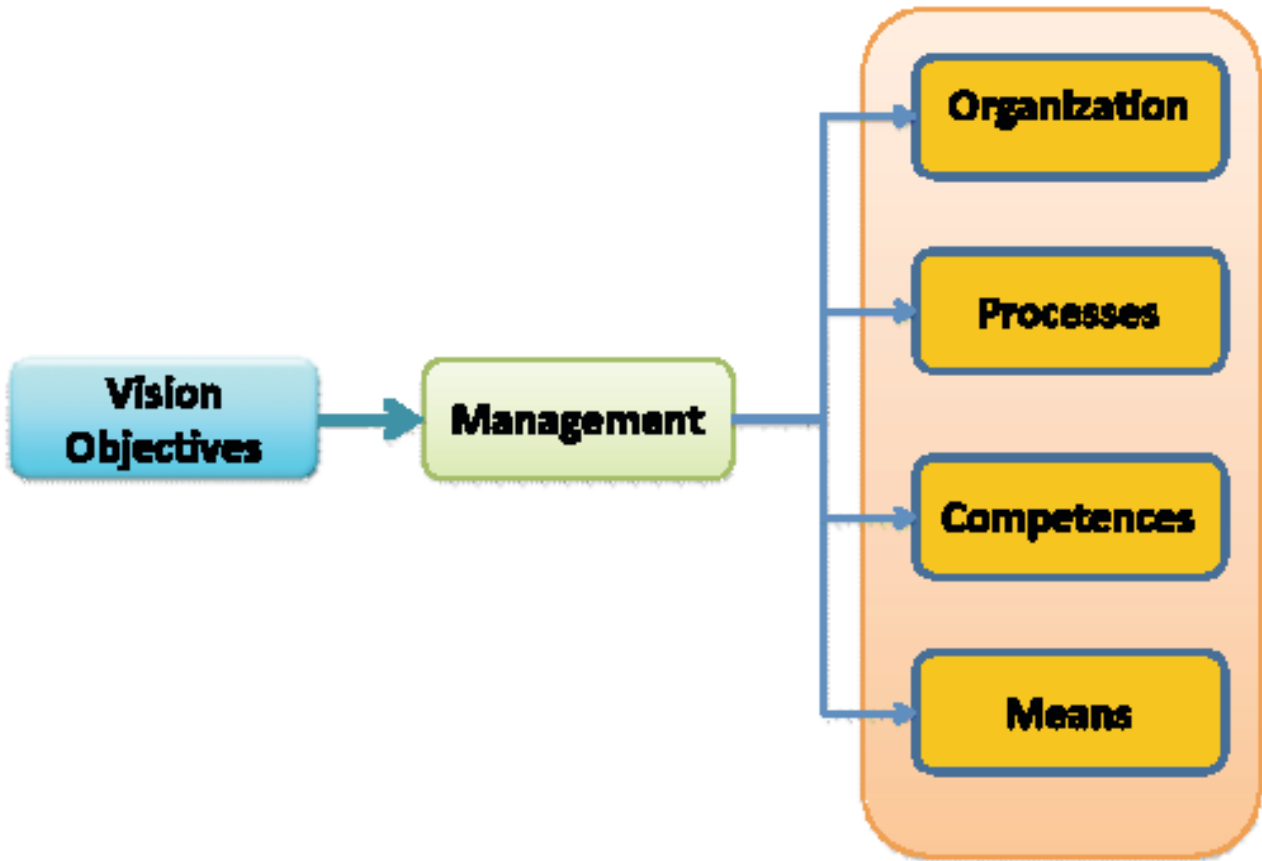 Vision
Objectives
Management
Organization
Processes
Competences
Means